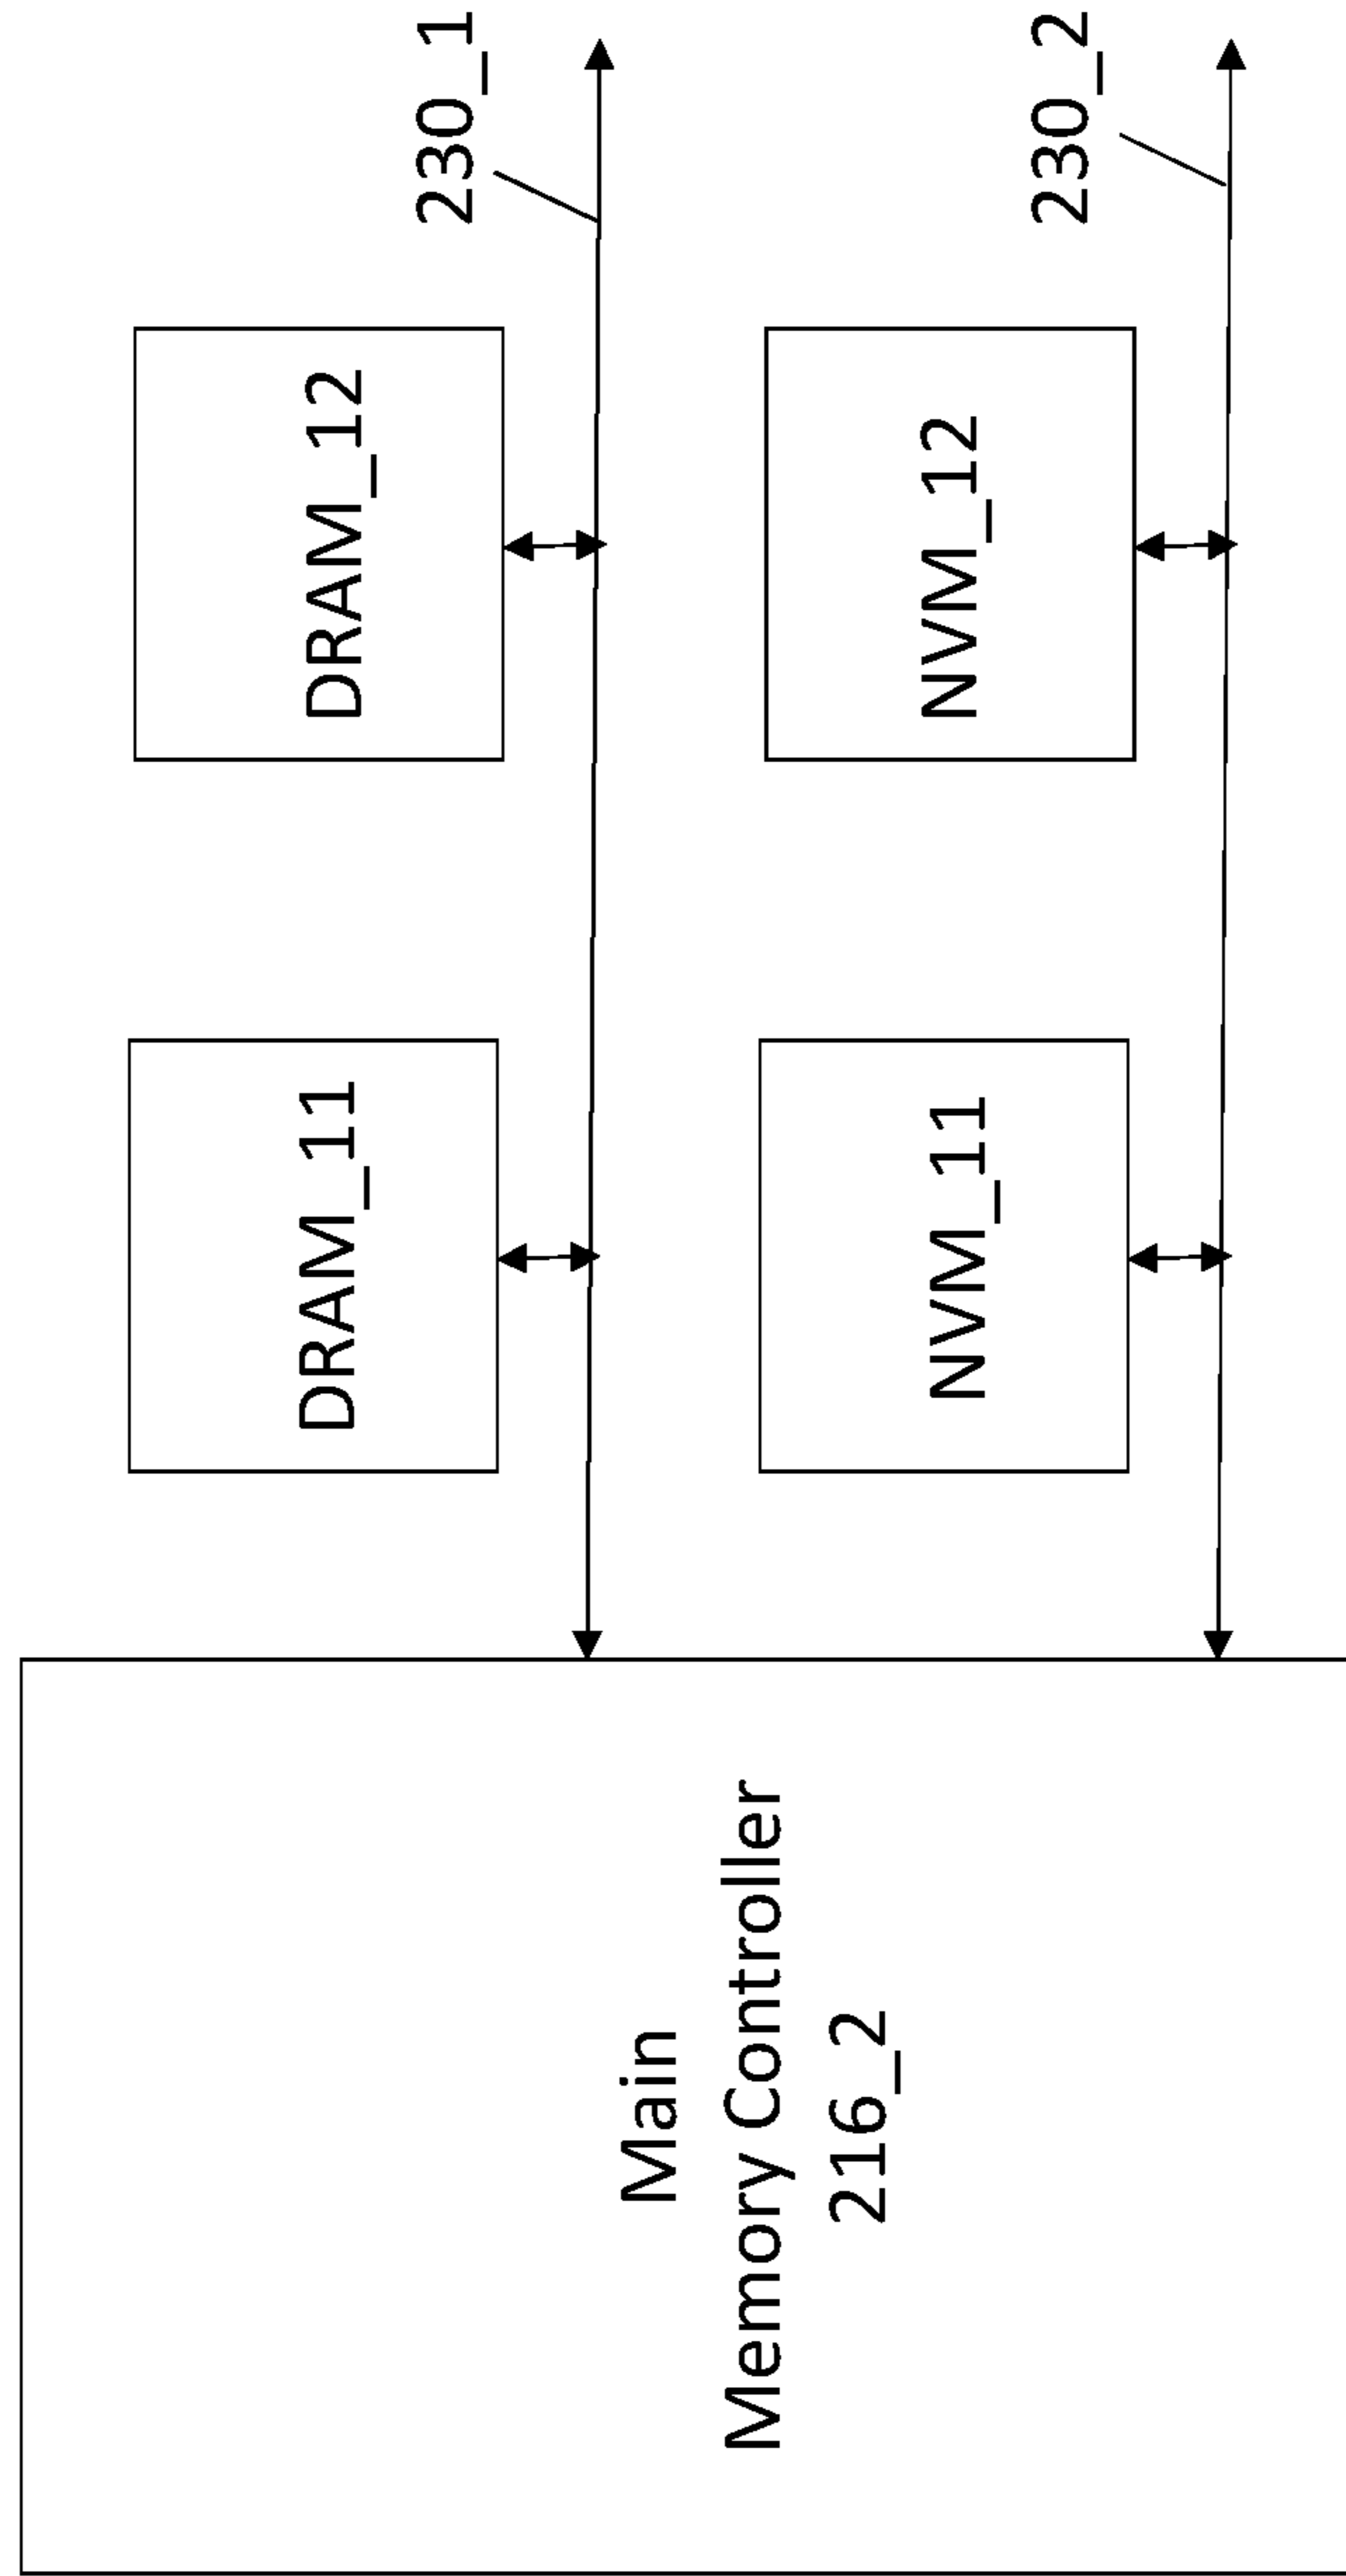 Main
Memory Controller
216_2
DRAM_11
DRAM_12
230_1
NVM_11
NVM_12
230_2